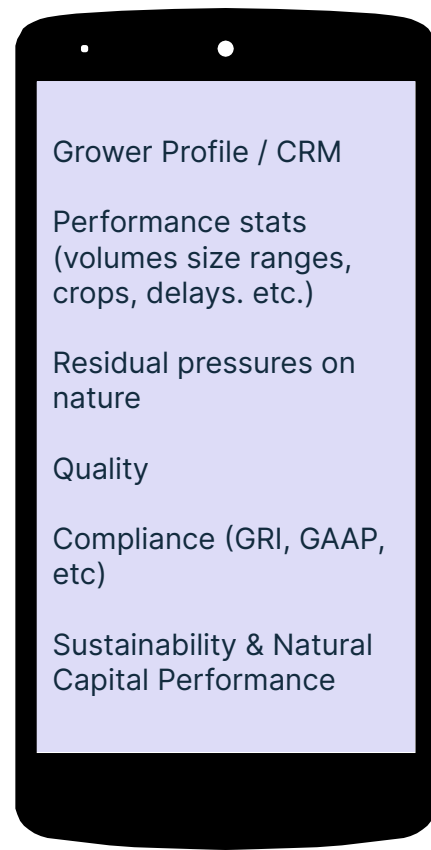 Grower Profile / CRM
Performance stats
(volumes size ranges,
crops, delays. etc.)
Residual pressures on
nature
Quality
Compliance (GRI, GAAP,
etc)
Sustainability & Natural
Capital Performance